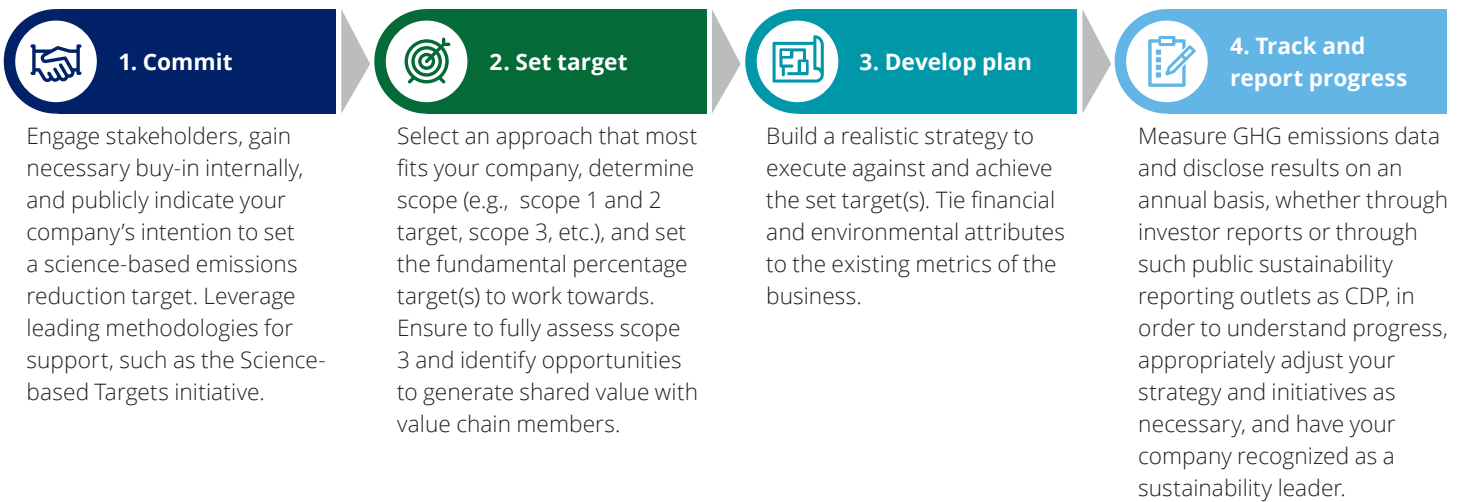 1. Commit
Engage stakeholders, gain
necessary buy-in internally,
and publicly indicate your
company's intention to set
a science-based emissions
reduction target. Leverage
leading methodologies for
support, such as the Science-
based Targets initiative.
2. Set target
Select an approach that most
fits your company, determine
scope (e.g.,  scope 1 and 2
target, scope 3, etc.), and set
the fundamental percentage
target(s) to work towards.
Ensure to fully assess scope
3 and identify opportunities
to generate shared value with
value chain members.
3. Develop plan
Build a realistic strategy to
execute against and achieve
the set target(s). Tie financial
and environmental attributes
to the existing metrics of the
business.
4. Track and
report progress
Measure GHG emissions data
and disclose results on an
annual basis, whether through
investor reports or through
such public sustainability
reporting outlets as CDP, in
order to understand progress,
appropriately adjust your
strategy and initiatives as
necessary, and have your
company recognized as a
sustainability leader.